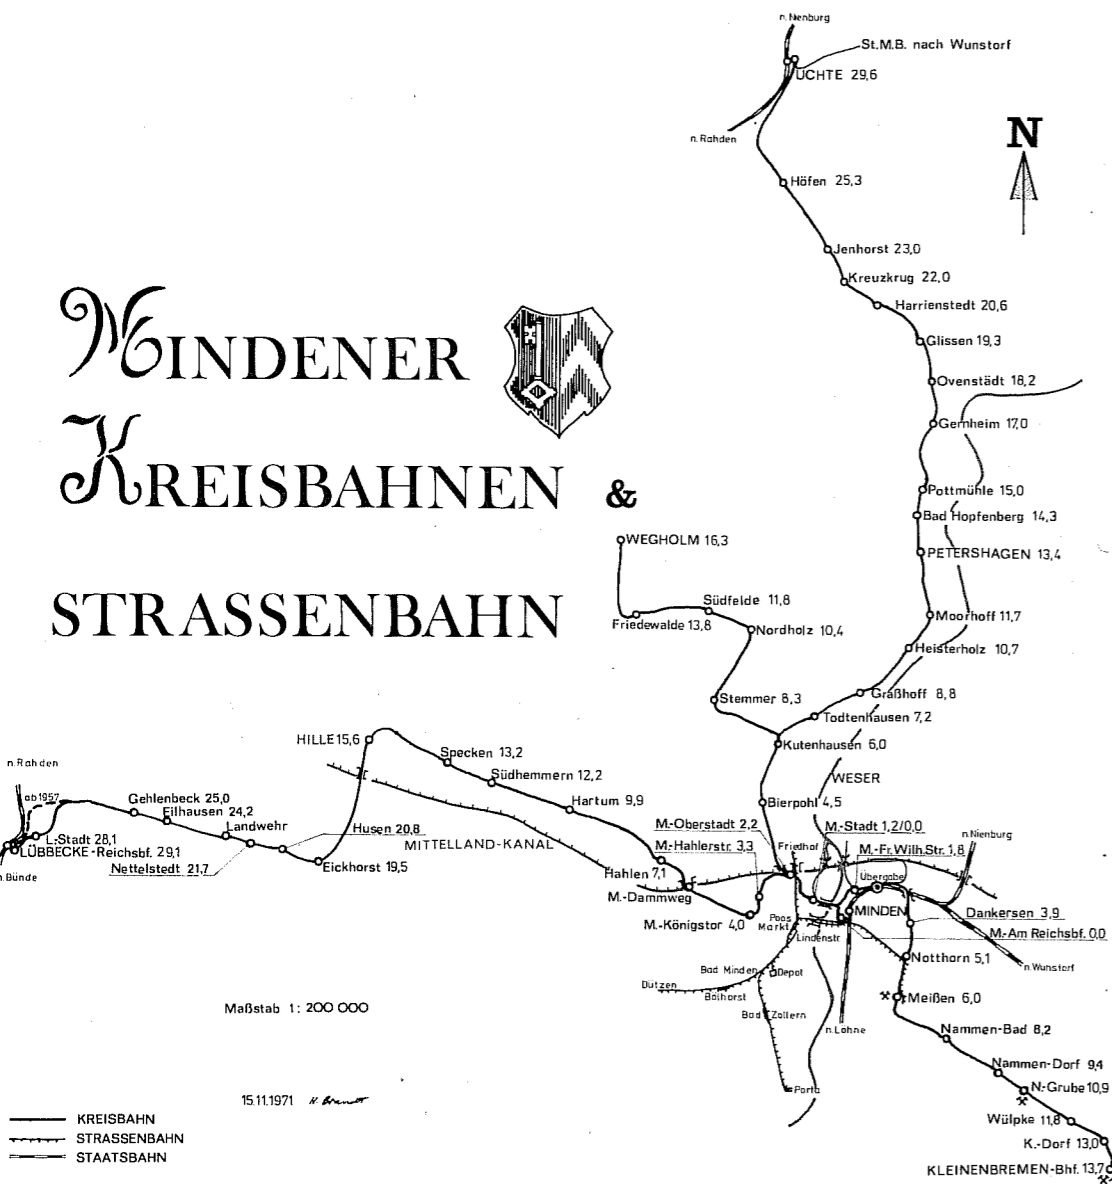 n. Nienburg
St.M.B. nach Wunstorf
UCHTE 29,6
n. Rahden
N
Höfen 25,3
Jenhorst 23,0
Kreuzkrug 22,0
Harrienstedt 20,6
Glissen 19,3
Ovenstädt 18,2
Gernheim 17,0
Pottmühle 15,0
Bad Hopfenberg 14,3
PETERSHAGEN 13,4
Moorhoff 11,7
Heisterholz 10,7
Gräßhoff 8,8
Todtenhausen 7,2
Kutenhausen 6,0
MINDENER
KREISBAHNEN &
STRASSENBAHN
WEGHOLM 16,3
Südfelde 11,8
Friedewalde 13,8
Nordholz 10,4
Stemmer 8,3
WESER
Bierpohl 4,5
HILLE 15,6
Specken 13,2
Südhemmern 12,2
Hartum 9,9
n. Rahden
ab 1957
Gehlenbeck 25,0
Eilhausen 24,2
Landwehr
Husen 20,8
L.-Stadt 28,1
LÜBBECKE-Reichsbf. 29,1
Nettelstedt 21,7
Eickhorst 19,5
n. Bünde
MITTELLAND-KANAL
M.-Oberstadt 2,2
M.-Stadt 1,2/0,0
M.-Hahlerstr. 3,3
Friedhof
M.-Fr.Wilh.Str. 1,8
n. Nienburg
Hahlen 7,1
Übergabe
M.-Dammweg
M.-Königstor 4,0
Poos
Markt
MINDEN
Dankersen 3,9
Lindenstr.
M.-Am Reichsbf. 0,0
Notthorn 5,1
n. Wunstorf
Bad Minden
Depot
Dützen
Bölhorst
Meißen 6,0
Bad Zollern
n. Löhne
Nammen-Bad 8,2
Nammen-Dorf 9,4
Porta
N.-Grube 10,9
Wülpke 11,8
K.-Dorf 13,0
KLEINENBREMEN-Bhf. 13,7
Maßstab 1: 200 000
15.11.1971 H. Brandt
KREISBAHN
STRASSENBAHN
STAATSBAHN